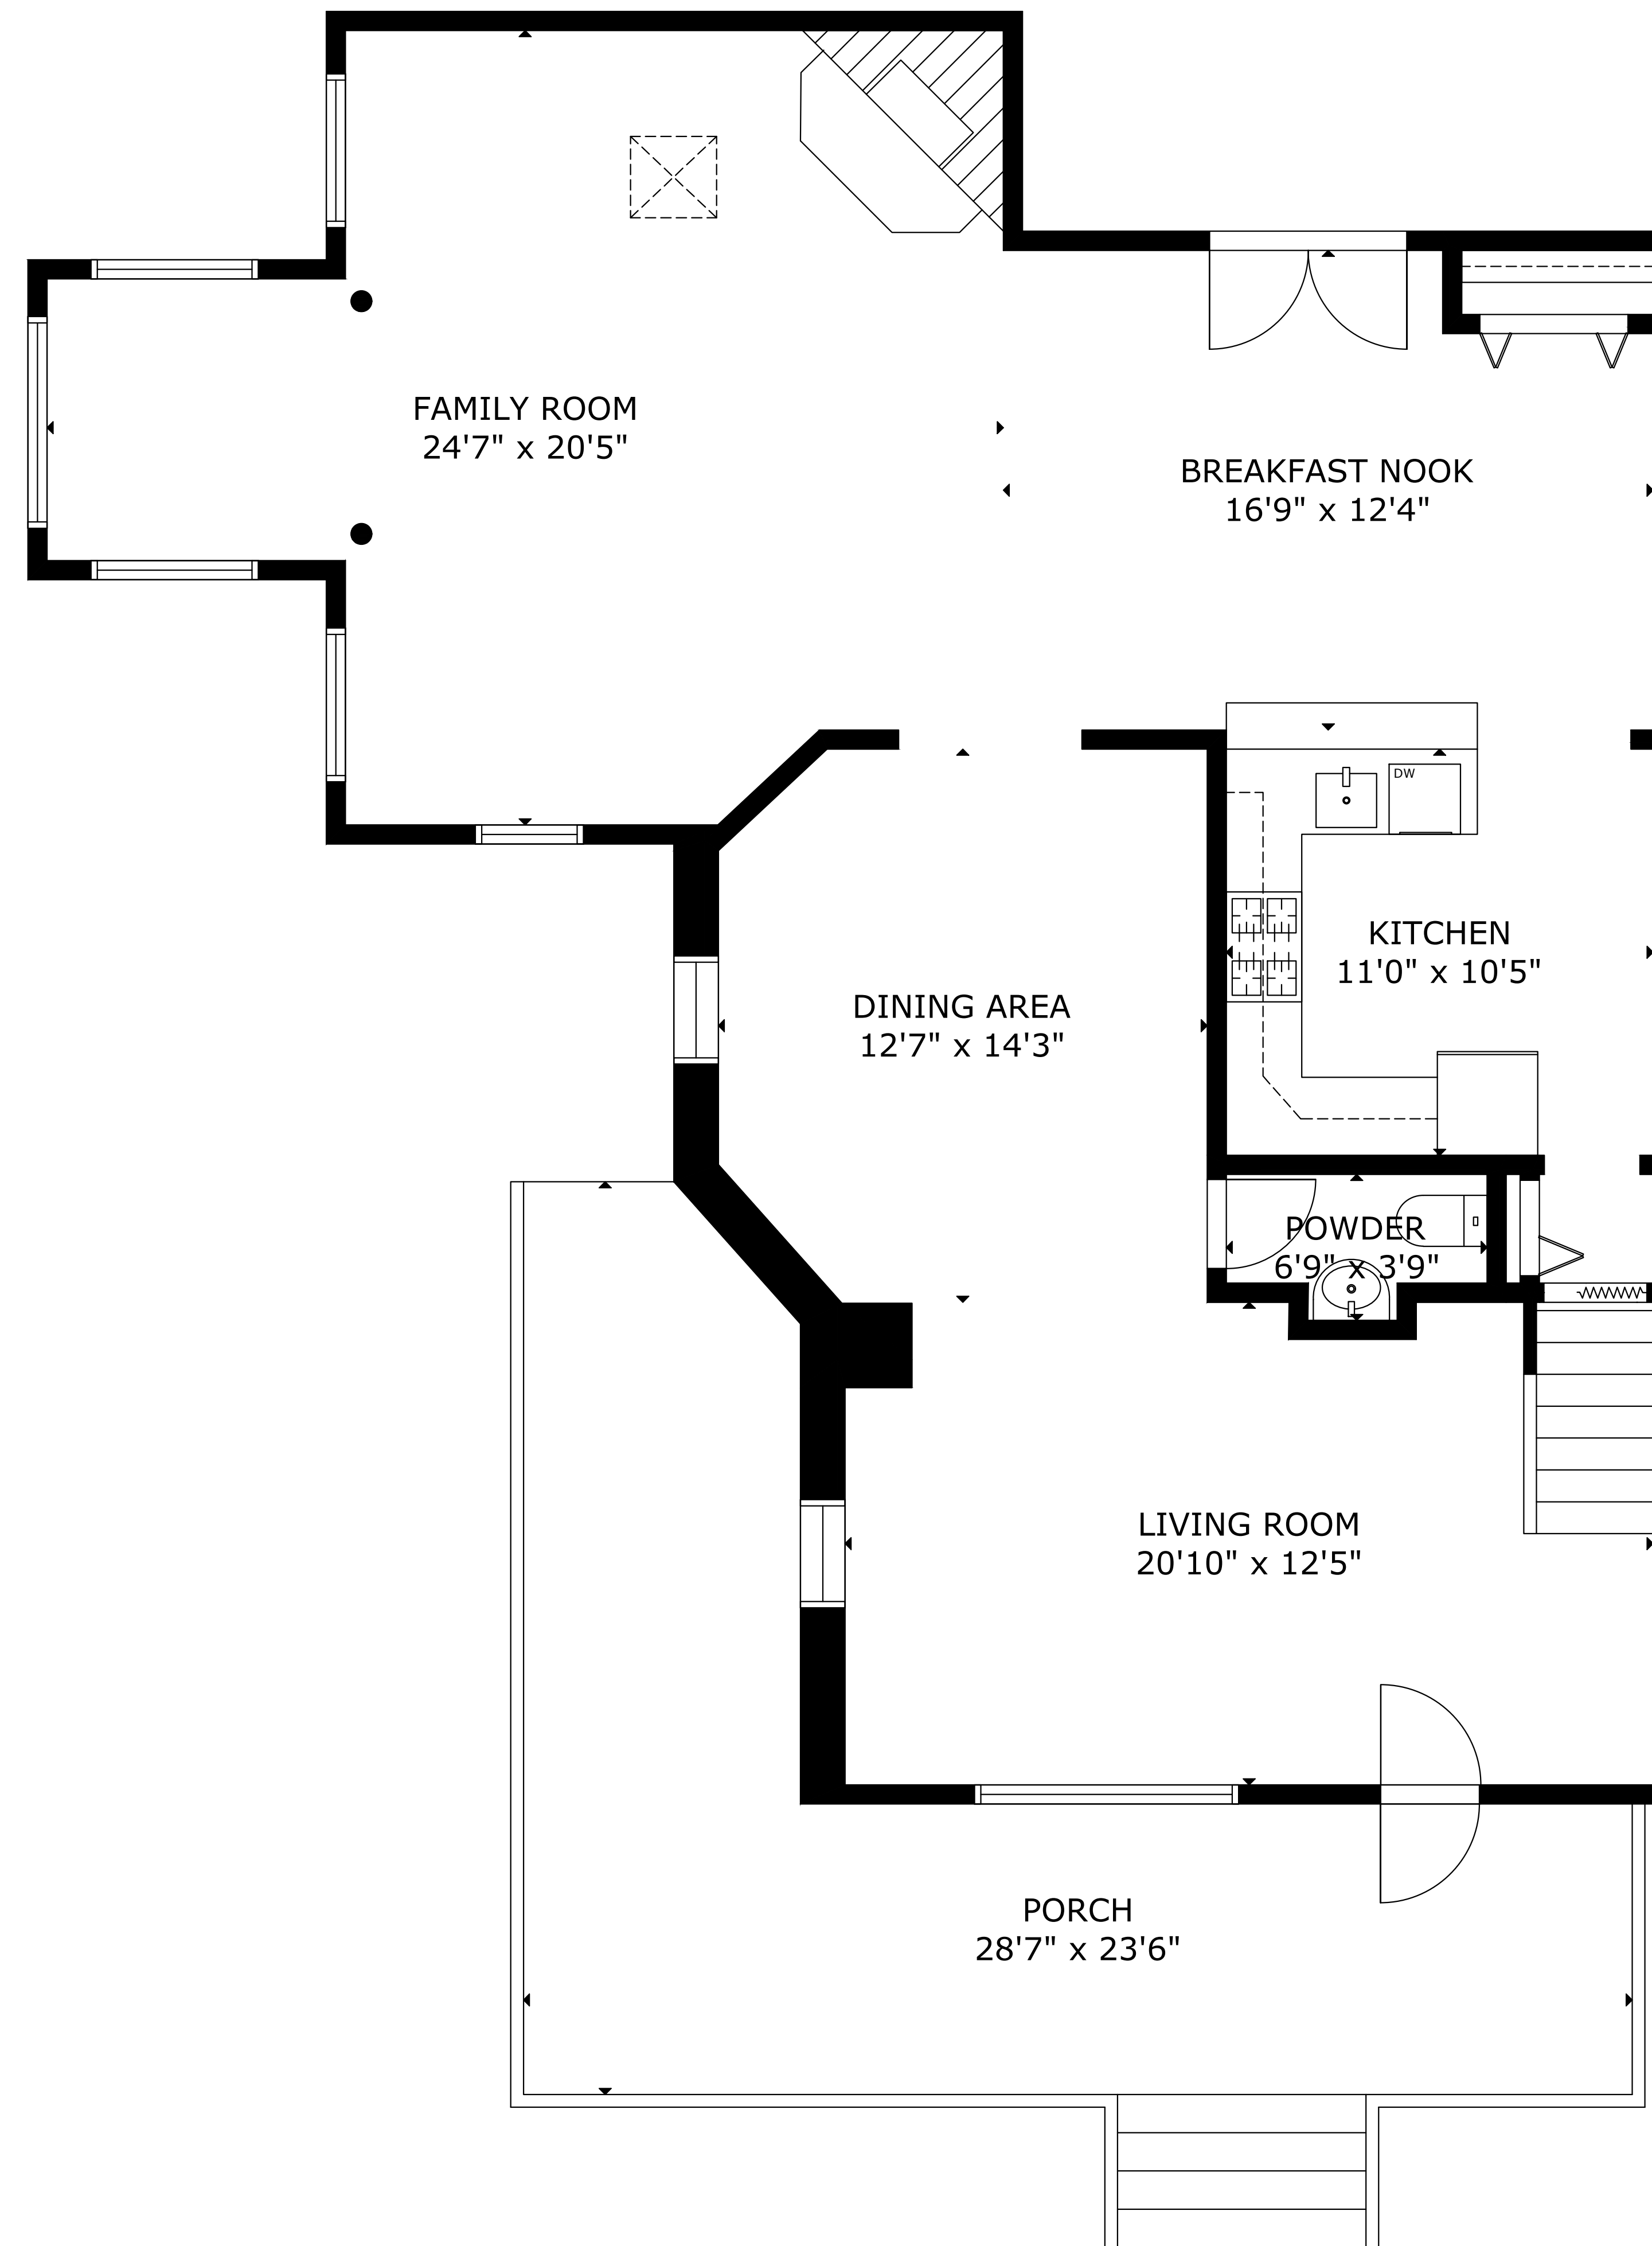 FAMILY ROOM
24'7" x 20'5"
BREAKFAST NOOK
16'9" x 12'4"
DW
KITCHEN
11'0" x 10'5"
DINING AREA
12'7" x 14'3"
POWDER
6'9" x 3'9"
LIVING ROOM
20'10" x 12'5"
PORCH
28'7" x 23'6"